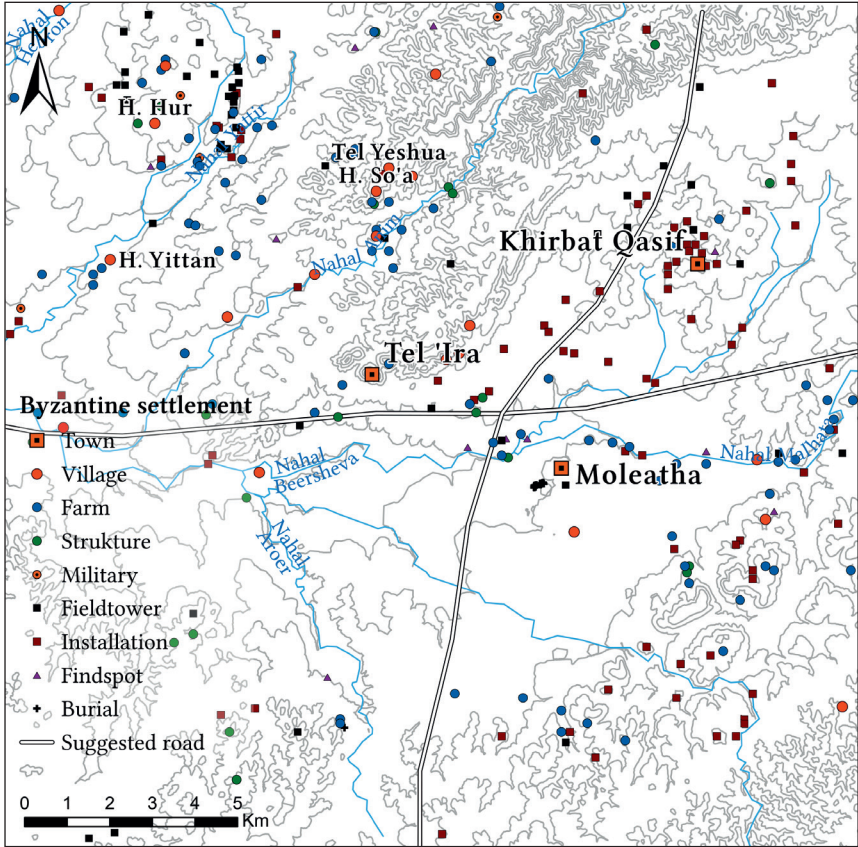 Nahal
Hevron
N
H. Hur
Nahal Yattir
Tel Yeshua
H. So'a
Khirbat Qasif
Nahal
H. Yittan
Tel 'Ira
Byzantine settlement
Town
Village
Farm
Strukture
Military
Fieldtower
Installation
Findspot
Burial
Suggested road
Nahal
Beersheva
Nahal Malhata
Moleatha
Nahal
Aroer
0 1 2 3 4 5
Km